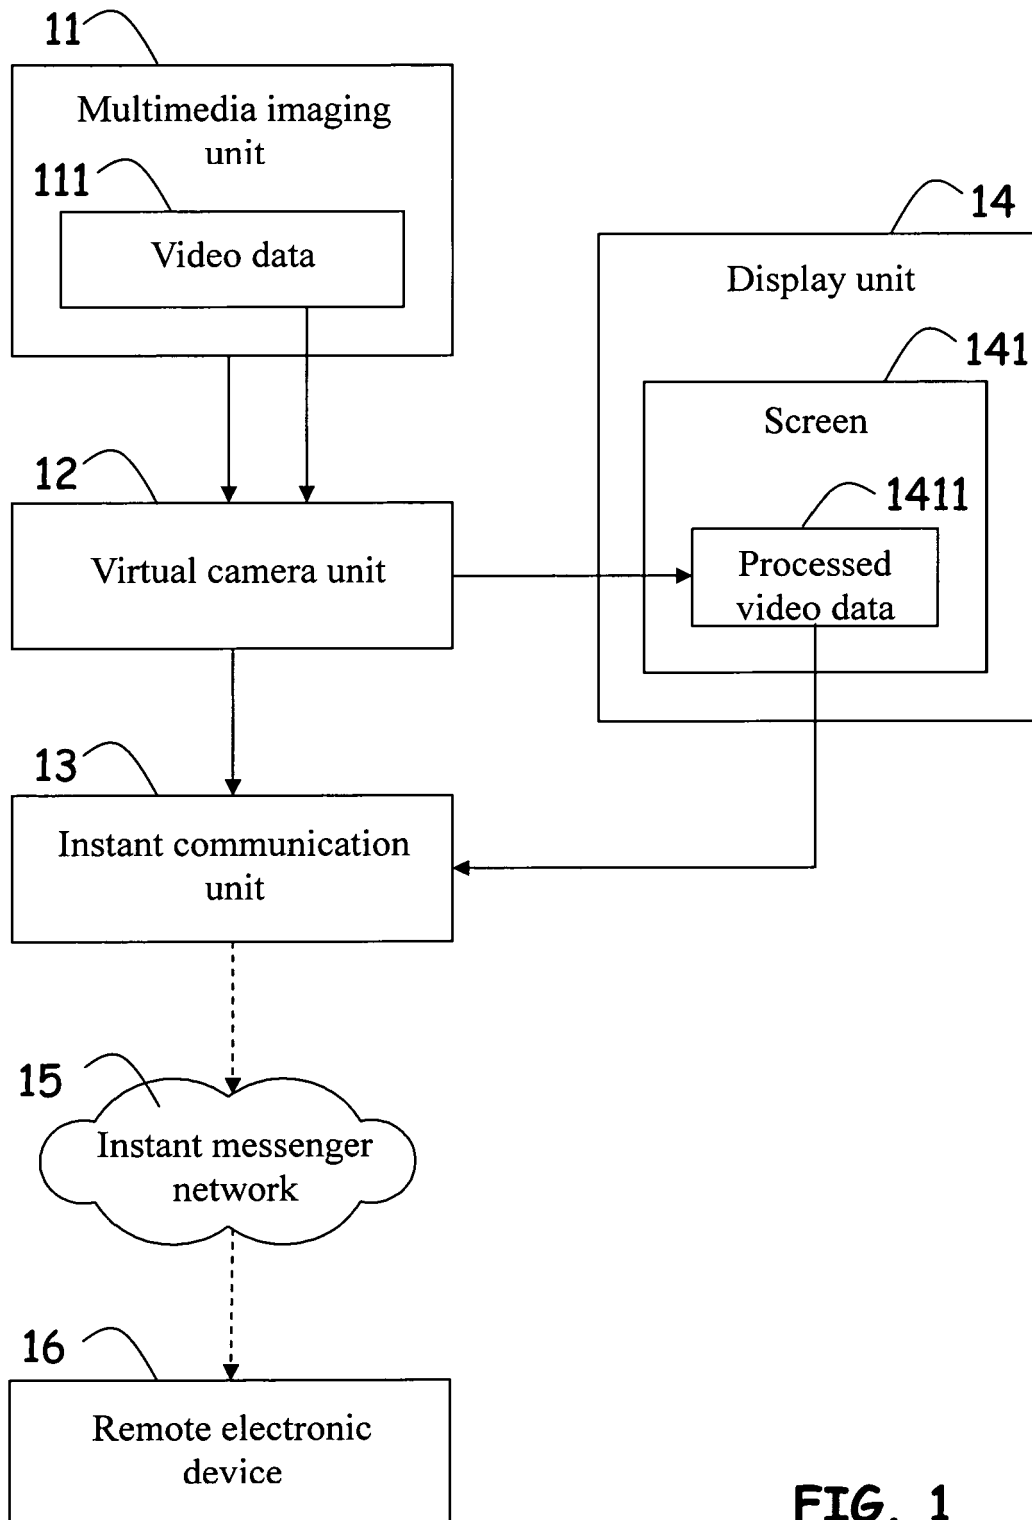 11
Multimedia imaging
unit
111
Video data
14
Display unit
141
Screen
12
Virtual camera unit
1411
Processed
video data
13
Instant communication
unit
15
Instant messenger
network
16
Remote electronic
device
FIG. 1